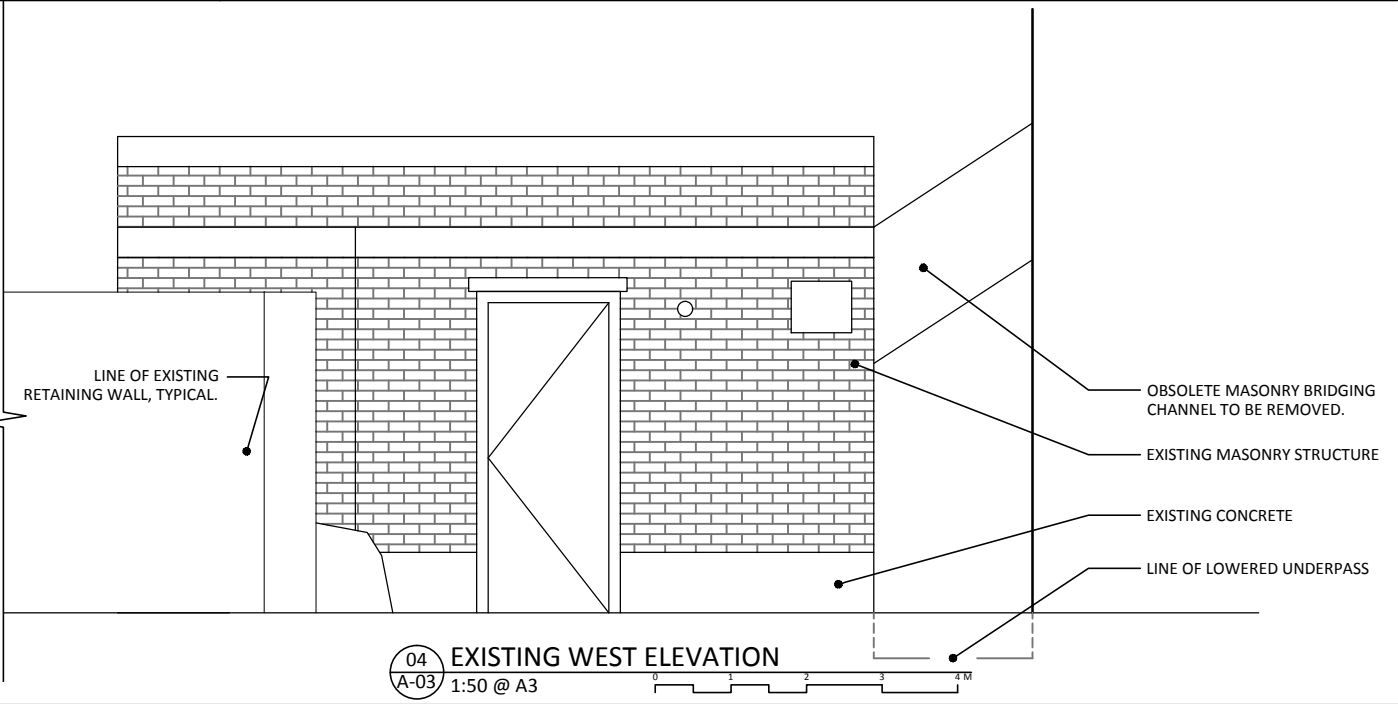 LINE OF EXISTING
RETAINING WALL, TYPICAL.
OBSOLETE MASONRY BRIDGING
CHANNEL TO BE REMOVED.
EXISTING MASONRY STRUCTURE
EXISTING CONCRETE
LINE OF LOWERED UNDERPASS
04
A-03
EXISTING WEST ELEVATION
1:50 @ A3
0 1 2 3 4 M